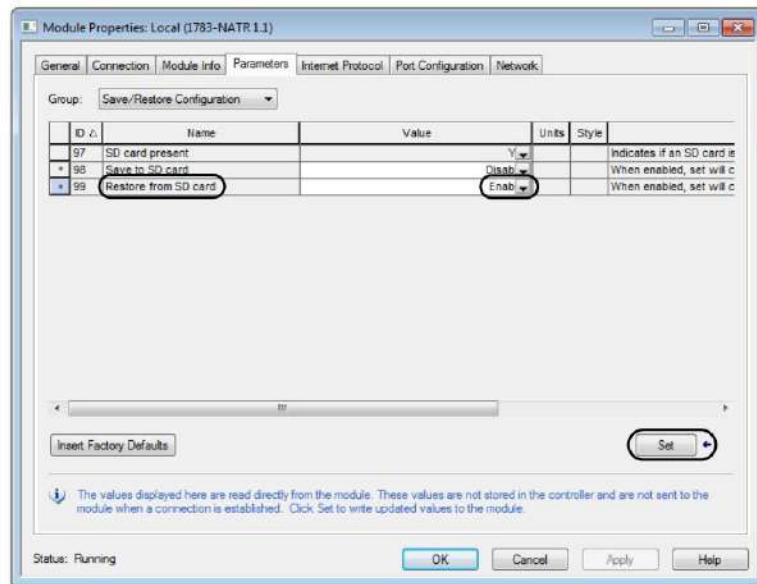 Module Properties: Local (1783-NATR 1.1)
General Connection Module Info Parameters Internet Protocol Port Configuration Network
Group: Save/Restore Configuration
ID Name Value Units Style
97 SD card present Y Indicates if an SD card is
* 98 Save to SD card Disab When enabled, set will c
* 99 Restore from SD card Enab When enabled, set will c
Insert Factory Defaults Set
The values displayed here are read directly from the module. These values are not stored in the controller and are not sent to the
module when a connection is established. Click Set to write updated values to the module.
Status: Running OK Cancel Apply Help